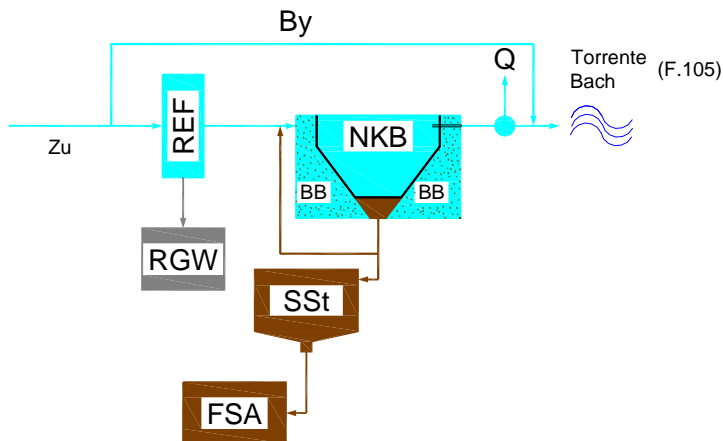 By
Q
Torrente
Bach
(F.105)
Zu
REF
NKB
BB
BB
RGW
SSt
FSA